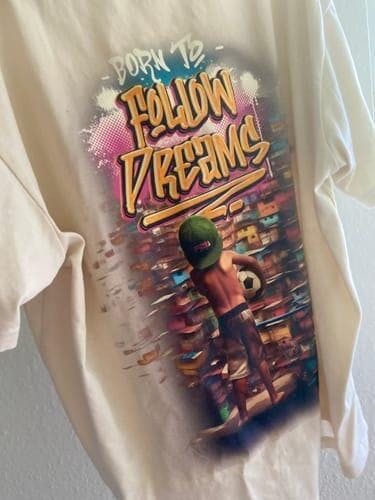 - BORN TO -
FOLLOW
DREAMS